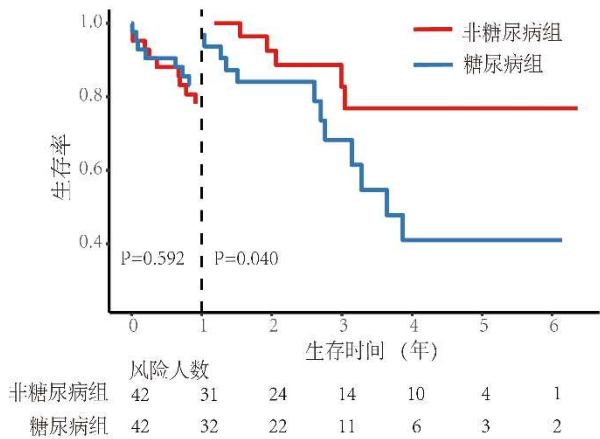 1.0
非糖尿病组
糖尿病组
0.8
生存率
0.6
0.4
P=0.592
P=0.040
0 1 2 3 4 5 6
生存时间（年）
风险人数
非糖尿病组 42 31 24 14 10 4 1
糖尿病组 42 32 22 11 6 3 2